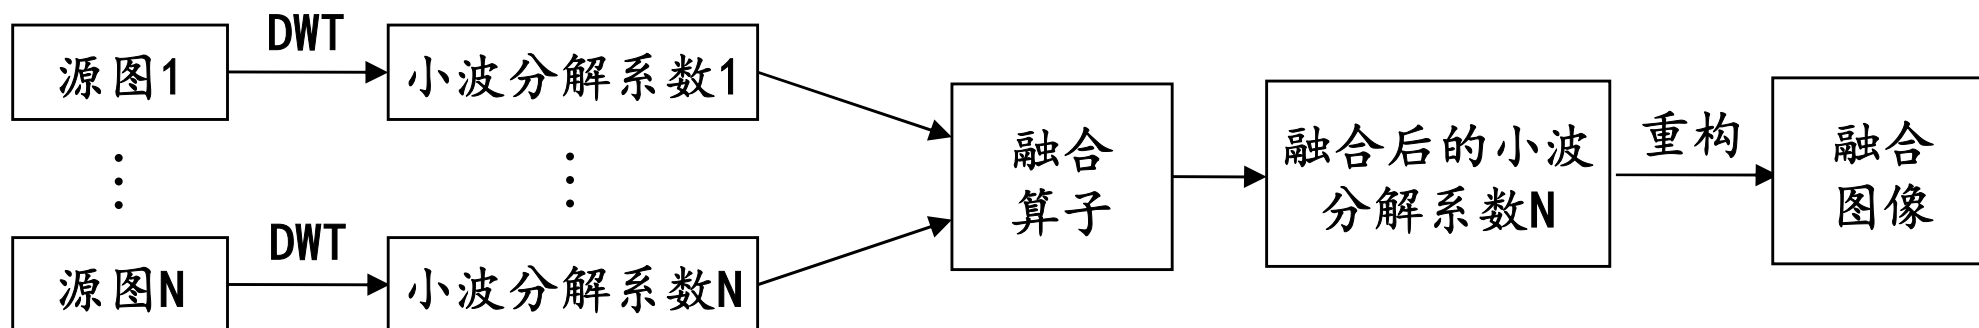 源图1
DWT
小波分解系数1
源图N
DWT
小波分解系数N
融合
算子
融合后的小波
分解系数N
重构
融合
图像